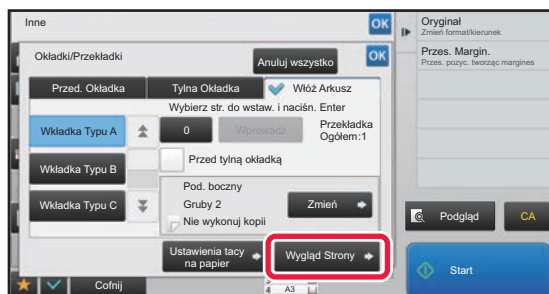 Inne
OK
Okładki/Przekładki
Anuluj wszystko
OK
Przed. Okładka
Tylna Okładka
Włóż Arkusz
Wybierz str. do wstaw. i naciśn. Enter
Wkładka Typu A
0
Wprowadź
Przekładka
Ogółem:1
Wkładka Typu B
Przed tylną okładką
Wkładka Typu C
Pod. boczny
Gruby 2
Nie wykonuj kopii
Zmień
Ustawienia tacy
na papier
Wygląd Strony
Cofnij
A3
Oryginał
Zmień format/kierunek
Przes. Margin.
Przes. pozyc. tworząc margines
Podgląd
CA
Start